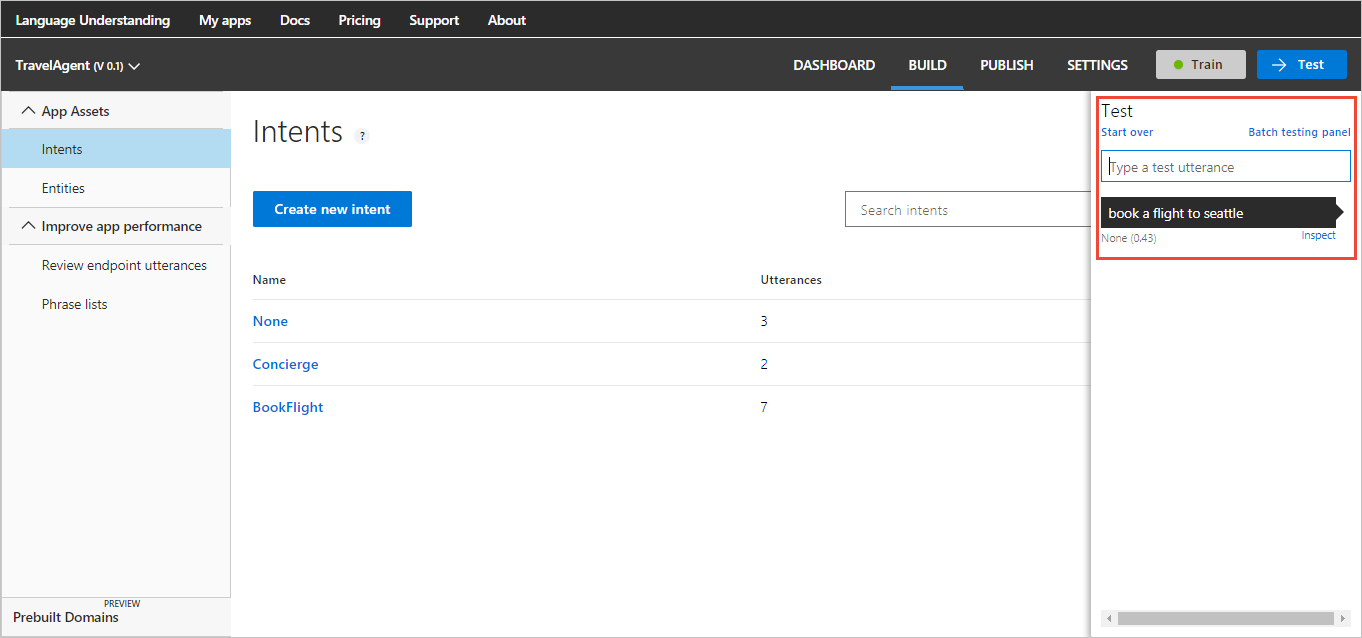 Language Understanding My apps Docs Pricing Support About
TravelAgent (V 0.1) DASHBOARD BUILD PUBLISH SETTINGS Train Test
App Assets
Intents
Entities
Improve app performance
Review endpoint utterances
Phrase lists
PREVIEW
Prebuilt Domains
Intents ?
Create new intent Search intents
Name Utterances
None 3
Concierge 2
BookFlight 7
Test
Start over Batch testing panel
Type a test utterance
book a flight to seattle
None (0.43) Inspect